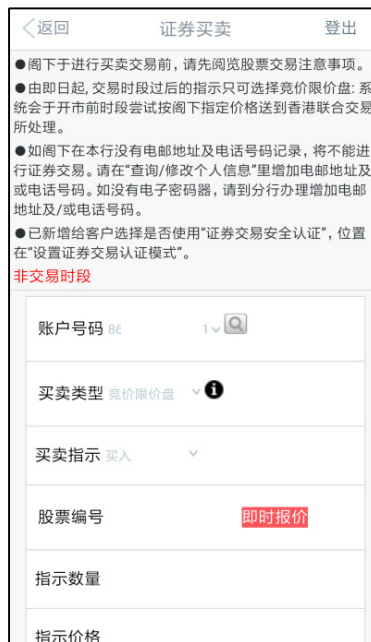 返回 证券买卖 登出
●阁下于进行买卖交易前，请先阅览股票交易注意事项。
●由即日起, 交易时段过后的指示只可选择竞价限价盘: 系
统会于开市前时段尝试按阁下指定价格送到香港联合交易
所处理。
●如阁下在本行没有电邮地址及电话号码记录，将不能进
行证券交易。请在“查询/修改个人信息”里增加电邮地址及
或电话号码。如没有电子密码器，请到分行办理增加电邮
地址及/或电话号码。
●已新增给客户选择是否使用“证券交易安全认证”，位置
在“设置证券交易认证模式”。
非交易时段
账户号码 86 1
买卖类型 竞价限价盘
买卖指示 买入
股票编号 即时报价
指示数量
指示价格